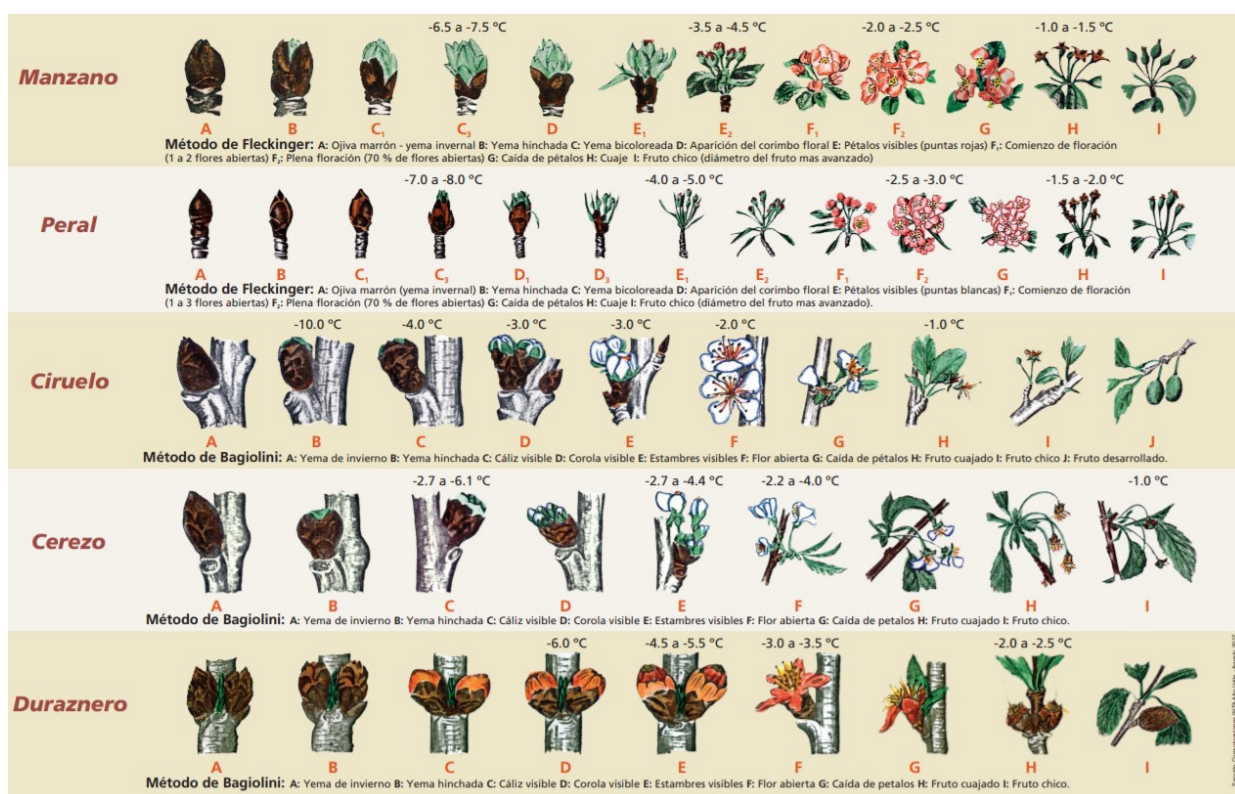 -6.5 a -7.5 ºC -3.5 a -4.5 ºC -2.0 a -2.5 ºC -1.0 a -1.5 ºC
Manzano
A B C1 C3 D E1 E2 F1 F2 G H I
Método de Fleckinger: A: Ojiva marrón - yema invernal B: Yema hinchada C: Yema bicoloreada D: Aparición del corimbo floral E: Pétalos visibles (puntas rojas) F1: Comienzo de floración
(1 a 2 flores abiertas) F2: Plena floración (70 % de flores abiertas) G: Caída de pétalos H: Cuaje I: Fruto chico (diámetro del fruto mas avanzado)
-7.0 a -8.0 ºC -4.0 a -5.0 ºC -2.5 a -3.0 ºC -1.5 a -2.0 ºC
Peral
A B C1 C3 D1 D3 E1 E2 F1 F2 G H I
Método de Fleckinger: A: Ojiva marrón (yema invernal) B: Yema hinchada C: Yema bicoloreada D: Aparición del corimbo floral E: Pétalos visibles (puntas blancas) F1: Comienzo de floración
(1 a 3 flores abiertas) F2: Plena floración (70 % de flores abiertas) G: Caída de pétalos H: Cuaje I: Fruto chico (diámetro del fruto mas avanzado).
-10.0 ºC -4.0 ºC -3.0 ºC -3.0 ºC -2.0 ºC -1.0 ºC
Ciruelo
A B C D E F G H I J
Método de Bagiolini: A: Yema de invierno B: Yema hinchada C: Cáliz visible D: Corola visible E: Estambres visibles F: Flor abierta G: Caída de pétalos H: Fruto cuajado I: Fruto chico J: Fruto desarrollado.
-2.7 a -6.1 ºC -2.7 a -4.4 ºC -2.2 a -4.0 ºC -1.0 ºC
Cerezo
A B C D E F G H I
Método de Bagiolini: A: Yema de invierno B: Yema hinchada C: Cáliz visible D: Corola visible E: Estambres visibles F: Flor abierta G: Caída de petalos H: Fruto cuajado I: Fruto chico.
-6.0 ºC -4.5 a -5.5 ºC -3.0 a -3.5 ºC -2.0 a -2.5 ºC
Duraznero
A B C D E F G H I
Método de Bagiolini: A: Yema de invierno B: Yema hinchada C: Cáliz visible D: Corola visible E: Estambres visibles F: Flor abierta G: Caída de petalos H: Fruto cuajado I: Fruto chico.